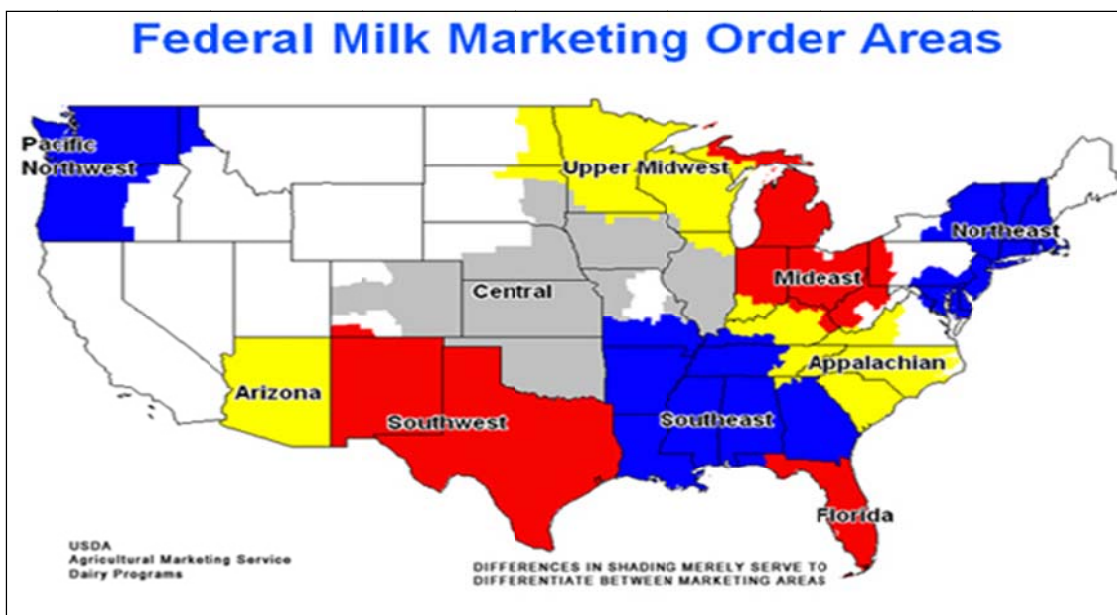 Federal Milk Marketing Order Areas
Pacific
Northwest
Upper Midwest
Northeast
Mideast
Central
Appalachian
Arizona
Southwest
Southeast
Florida
USDA
Agricultural Marketing Service
Dairy Programs
DIFFERENCES IN SHADING MERELY SERVE TO
DIFFERENTIATE BETWEEN MARKETING AREAS